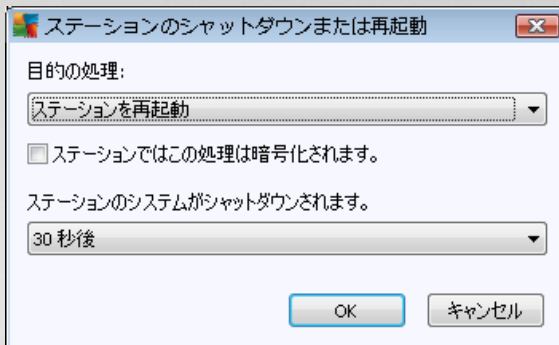 ステーションのシャットダウンまたは再起動
目的の処理:
ステーションを再起動
ステーションではこの処理は暗号化されます。
ステーションのシステムがシャットダウンされます。
30 秒後
OK
キャンセル